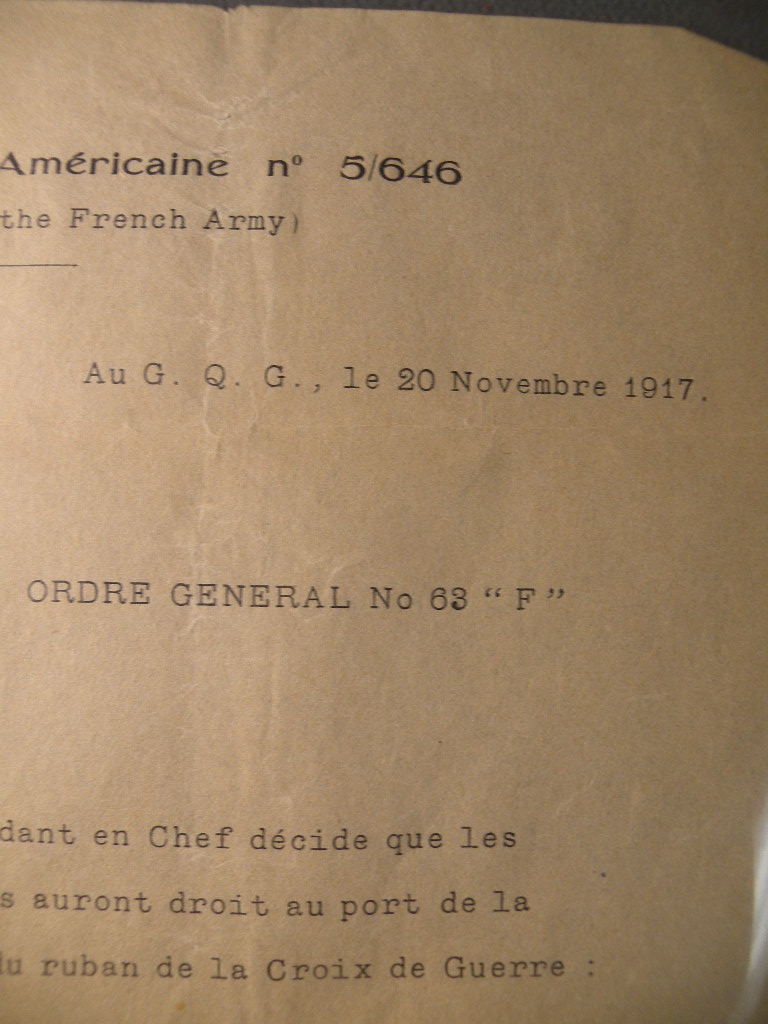 Américaine nº 5/646
the French Army)
Au G. Q. G., le 20 Novembre 1917.
ORDRE GENERAL No 63 “ F ”
dant en Chef décide que les
s auront droit au port de la
du ruban de la Croix de Guerre :